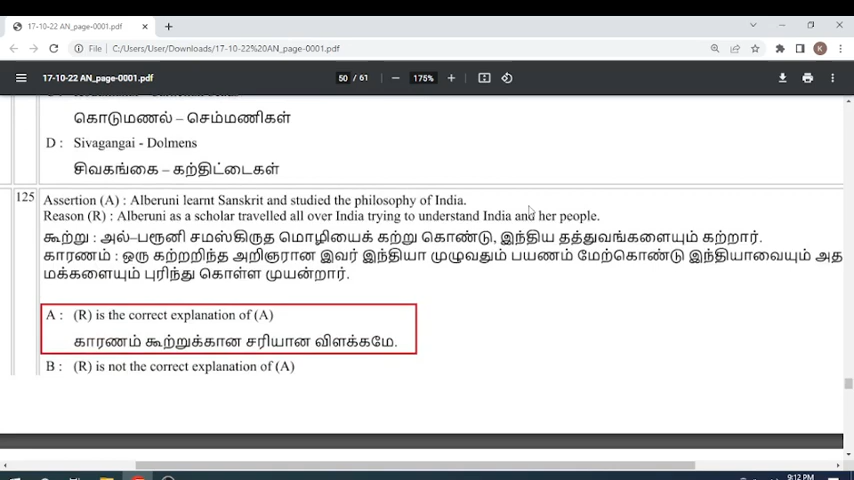 17-10-22 AN_page-0001.pdf
File | C:/Users/User/Downloads/17-10-22%20AN_page-0001.pdf
K
17-10-22 AN_page-0001.pdf
50 / 61
175%
கொடுமணல் – செம்மணிகள்
D : Sivagangai - Dolmens
சிவகங்கை – கற்திட்டைகள்
125 Assertion (A) : Alberuni learnt Sanskrit and studied the philosophy of India.
Reason (R) : Alberuni as a scholar travelled all over India trying to understand India and her people.
கூற்று : அல்–பரூனி சமஸ்கிருத மொழியைக் கற்று கொண்டு, இந்திய தத்துவங்களையும் கற்றார்.
காரணம் : ஒரு கற்றறிந்த அறிஞரான இவர் இந்தியா முழுவதும் பயணம் மேற்கொண்டு இந்தியாவையும் அத
மக்களையும் புரிந்து கொள்ள முயன்றார்.
A : (R) is the correct explanation of (A)
காரணம் கூற்றுக்கான சரியான விளக்கமே.
B : (R) is not the correct explanation of (A)
9:12 PM